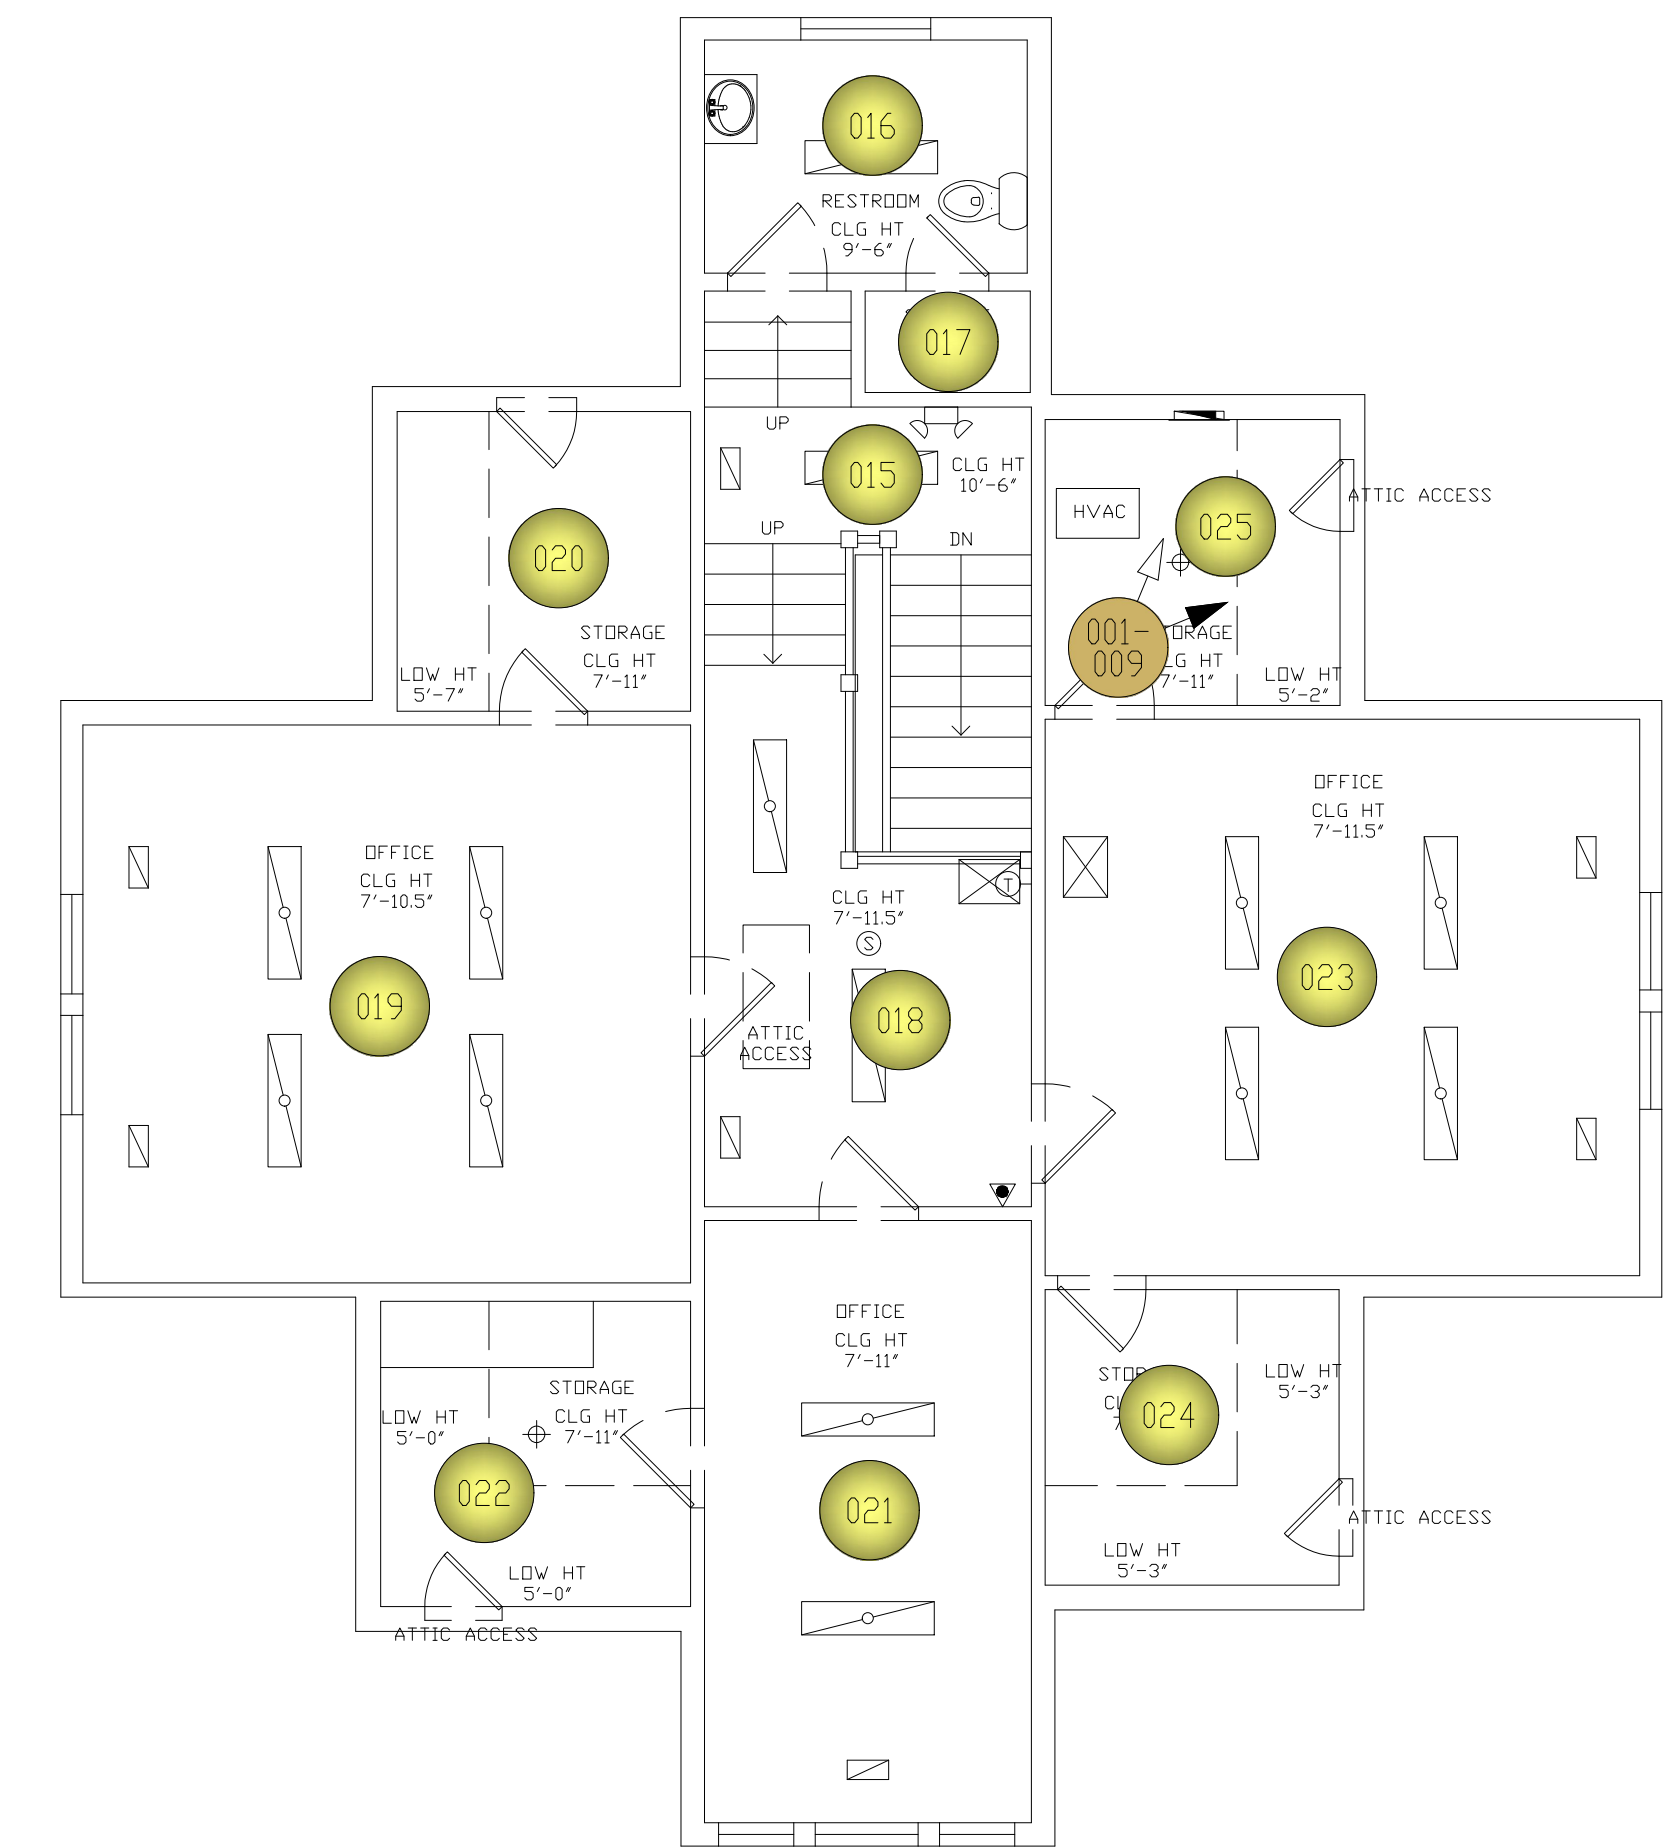 016
RESTROOM
CLG HT
9'-6"
017
UP
015
CLG HT
10'-6"
UP
DN
020
STORAGE
CLG HT
7'-11"
LOW HT
5'-7"
HVAC
025
ATTIC ACCESS
001-
009
7'-11"
LOW HT
5'-2"
OFFICE
CLG HT
7'-10.5"
019
CLG HT
7'-11.5"
T
S
018
ATTIC
ACCESS
OFFICE
CLG HT
7'-11.5"
023
OFFICE
CLG HT
7'-11"
021
STORAGE
CLG HT
7'-11"
LOW HT
5'-0"
022
LOW HT
5'-0"
ATTIC ACCESS
024
LOW HT
5'-3"
LOW HT
5'-3"
ATTIC ACCESS